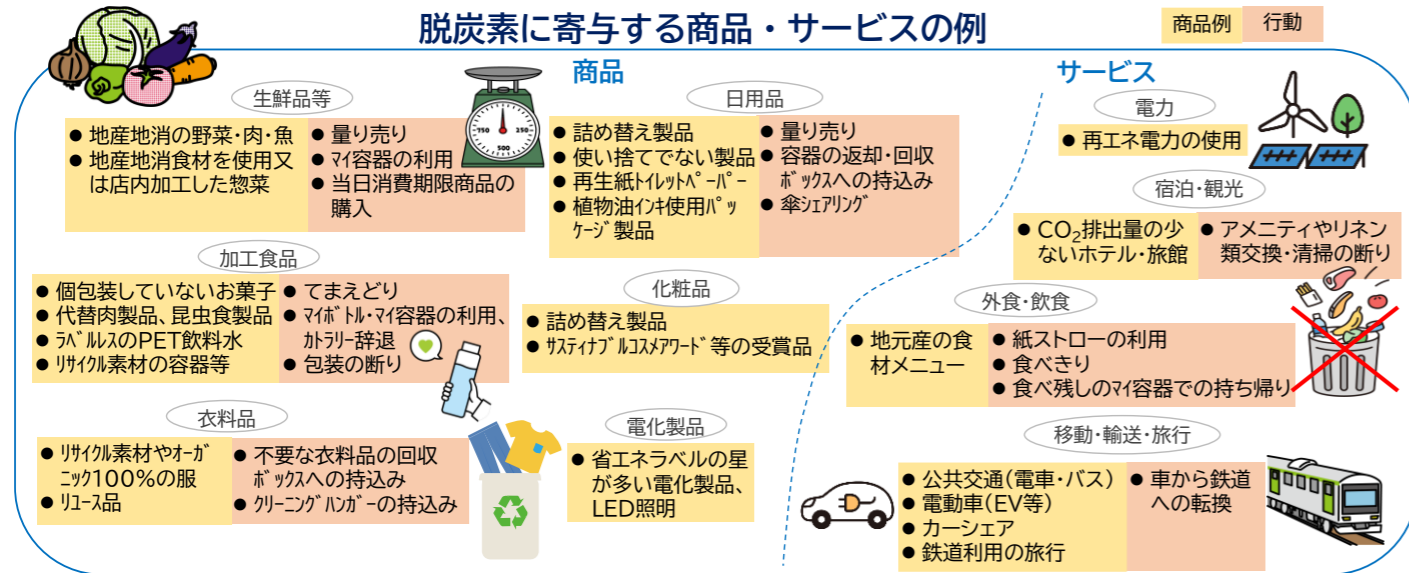 脱炭素に寄与する商品・サービスの例
商品例
行動
商品
サービス
生鮮品等
● 地産地消の野菜・肉・魚
● 地産地消食材を使用又
は店内加工した惣菜
● 量り売り
● ﾏｲ容器の利用
● 当日消費期限商品の
購入
150
250
500
日用品
● 詰め替え製品
● 使い捨てでない製品
● 再生紙ﾄｲﾚｯﾄﾍﾟｰﾊﾟｰ
● 植物油ｲﾝｷ使用ﾊﾟｯ
ｹｰｼﾞ製品
● 量り売り
● 容器の返却・回収
ﾎﾞｯｸｽへの持込み
● 傘ｼｪｱﾘﾝｸﾞ
電力
● 再エネ電力の使用
宿泊・観光
● CO₂排出量の少
ないホテル・旅館
● アメニティやリネン
類交換・清掃の断り
加工食品
● 個包装していないお菓子
● 代替肉製品、昆虫食製品
● ﾗﾍﾞﾙﾚｽのPET飲料水
● ﾘｻｲｸﾙ素材の容器等
● てまえどり
● ﾏｲﾎﾞﾄﾙ・ﾏｲ容器の利用、
ｶﾄﾗﾘｰ辞退
● 包装の断り
化粧品
● 詰め替え製品
● ｻｽﾃｨﾅﾌﾞﾙｺｽﾒｱﾜｰﾄﾞ等の受賞品
外食・飲食
● 地元産の食
材メニュー
● 紙ストローの利用
● 食べきり
● 食べ残しのﾏｲ容器での持ち帰り
衣料品
● ﾘｻｲｸﾙ素材やｵｰｶﾞ
ﾆｯｸ100%の服
● ﾘﾕｰｽ品
● 不要な衣料品の回収
ﾎﾞｯｸｽへの持込み
● ｸﾘｰﾆﾝｸﾞﾊﾝｶﾞｰの持込み
電化製品
● 省エネラベルの星
が多い電化製品、
LED照明
移動・輸送・旅行
● 公共交通(電車・バス)
● 電動車(EV等)
● カーシェア
● 鉄道利用の旅行
● 車から鉄道
への転換